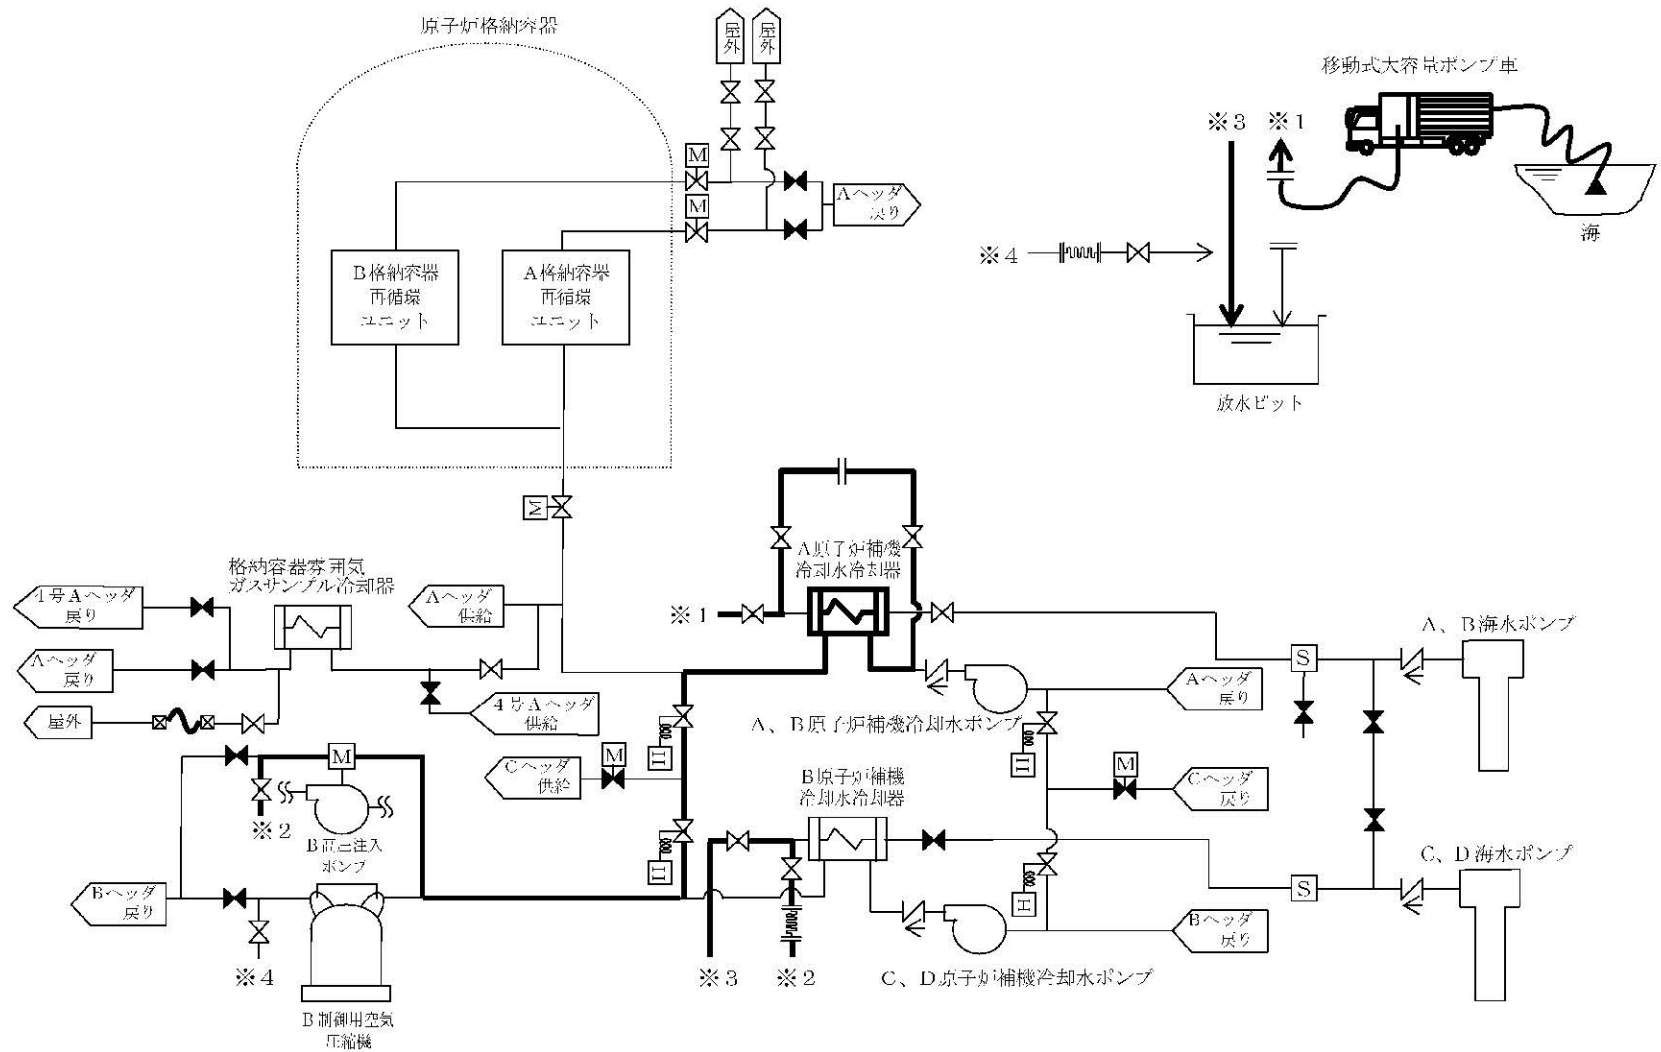 原子炉格納容器
屋外
屋外
移動式大容量ポンプ車
※3
※1
M
M
Aヘッダ
戻り
海
※4
B格納容器
再循環
ユニット
A格納容器
再循環
ユニット
放水ピット
M
A原子炉補機
冷却水冷却器
格納容器雰囲気
ガスサンプル冷却器
4号Aヘッダ
戻り
Aヘッダ
供給
※1
A、B海水ポンプ
Aヘッダ
戻り
S
Aヘッダ
戻り
屋外
4号Aヘッダ
供給
A、B原子炉補機冷却水ポンプ
H
H
M
M
Cヘッダ
供給
M
Cヘッダ
戻り
B原子炉補機
冷却水冷却器
※2
B高圧注入
ポンプ
H
C、D海水ポンプ
S
H
Bヘッダ
戻り
Bヘッダ
戻り
※4
※3
※2
C、D原子炉補機冷却水ポンプ
B制御用空気
圧縮機